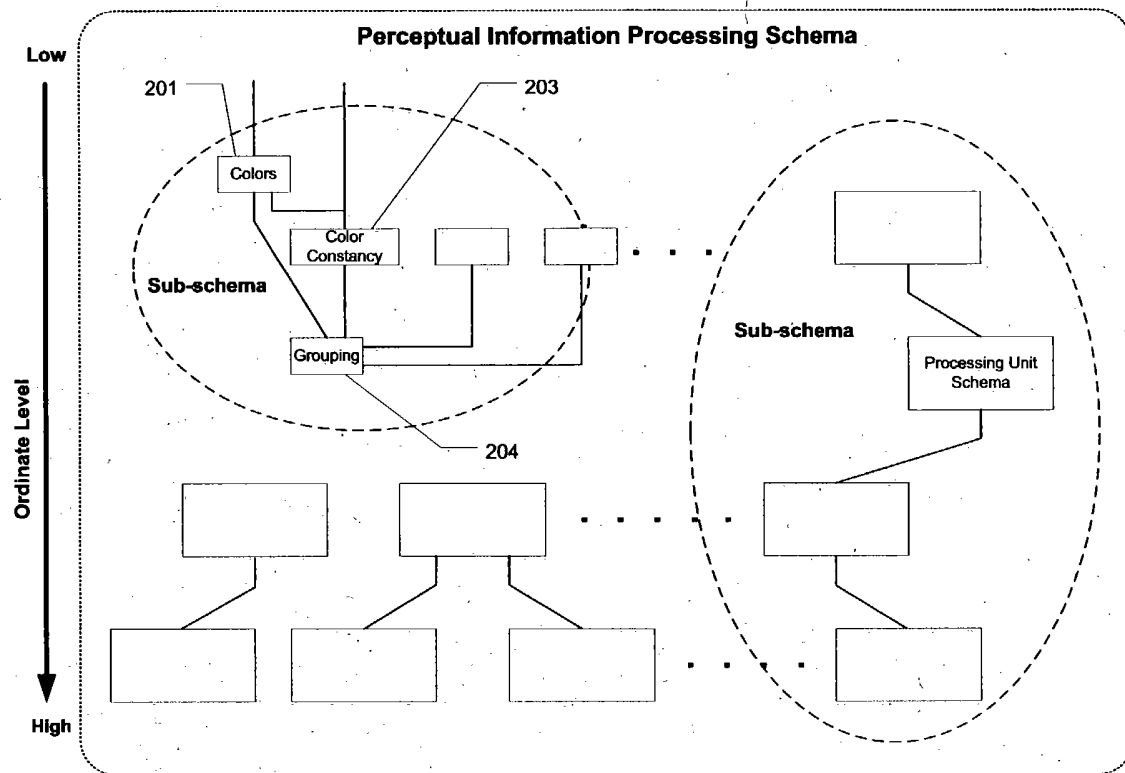 Perceptual Information Processing Schema
Low
201
203
Colors
Color
Constancy
Sub-schema
Sub-schema
Grouping
Processing Unit
Schema
204
Ordinate Level
High